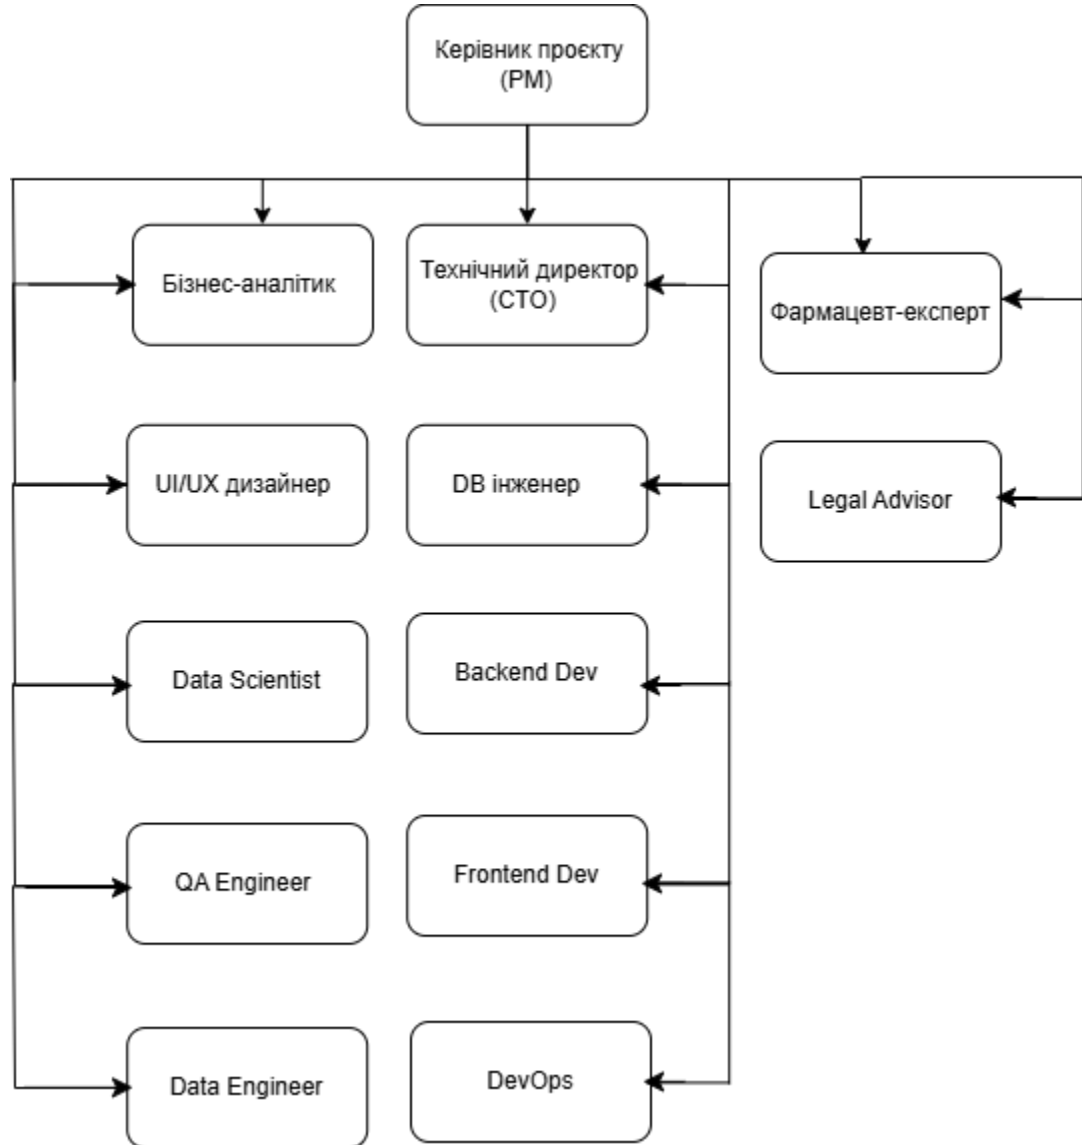 Керівник проєкту
(PM)
Бізнес-аналітик
Технічний директор
(CTO)
Фармацевт-експерт
UI/UX дизайнер
DB інженер
Legal Advisor
Data Scientist
Backend Dev
QA Engineer
Frontend Dev
Data Engineer
DevOps